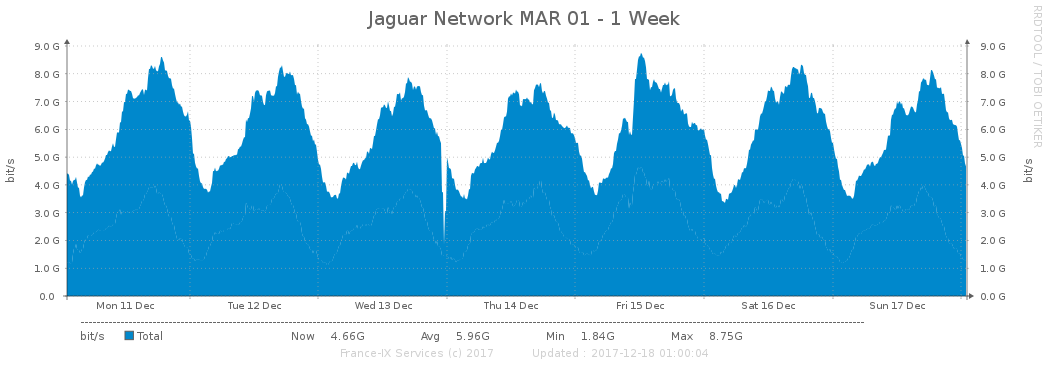 Jaguar Network MAR 01 - 1 Week
RRDTOOL / TOBI OETIKER
bit/s
9.0 G 9.0 G
8.0 G 8.0 G
7.0 G 7.0 G
6.0 G 6.0 G
5.0 G 5.0 G
4.0 G 4.0 G
3.0 G 3.0 G
2.0 G 2.0 G
1.0 G 1.0 G
0.0 0.0 G
bit/s
Mon 11 Dec Tue 12 Dec Wed 13 Dec Thu 14 Dec Fri 15 Dec Sat 16 Dec Sun 17 Dec
bit/s Total Now 4.66G Avg 5.96G Min 1.84G Max 8.75G
France-IX Services (c) 2017 Updated : 2017-12-18 01:00:04